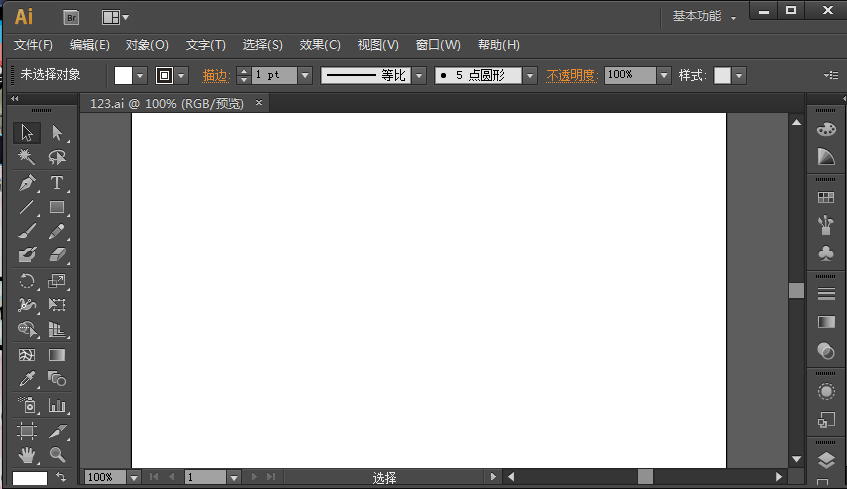 Ai Br 基本功能
文件(F) 编辑(E) 对象(O) 文字(T) 选择(S) 效果(C) 视图(V) 窗口(W) 帮助(H)
未选择对象 描边: 1 pt 等比 5 点圆形 不透明度: 100% 样式:
123.ai @ 100% (RGB/预览) ×
T
100% 1 选择